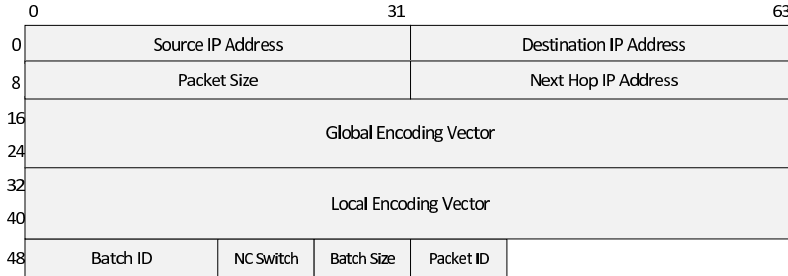 0 31 63
0 Source IP Address Destination IP Address
8 Packet Size Next Hop IP Address
16
Global Encoding Vector
24
32
Local Encoding Vector
40
48 Batch ID NC Switch Batch Size Packet ID